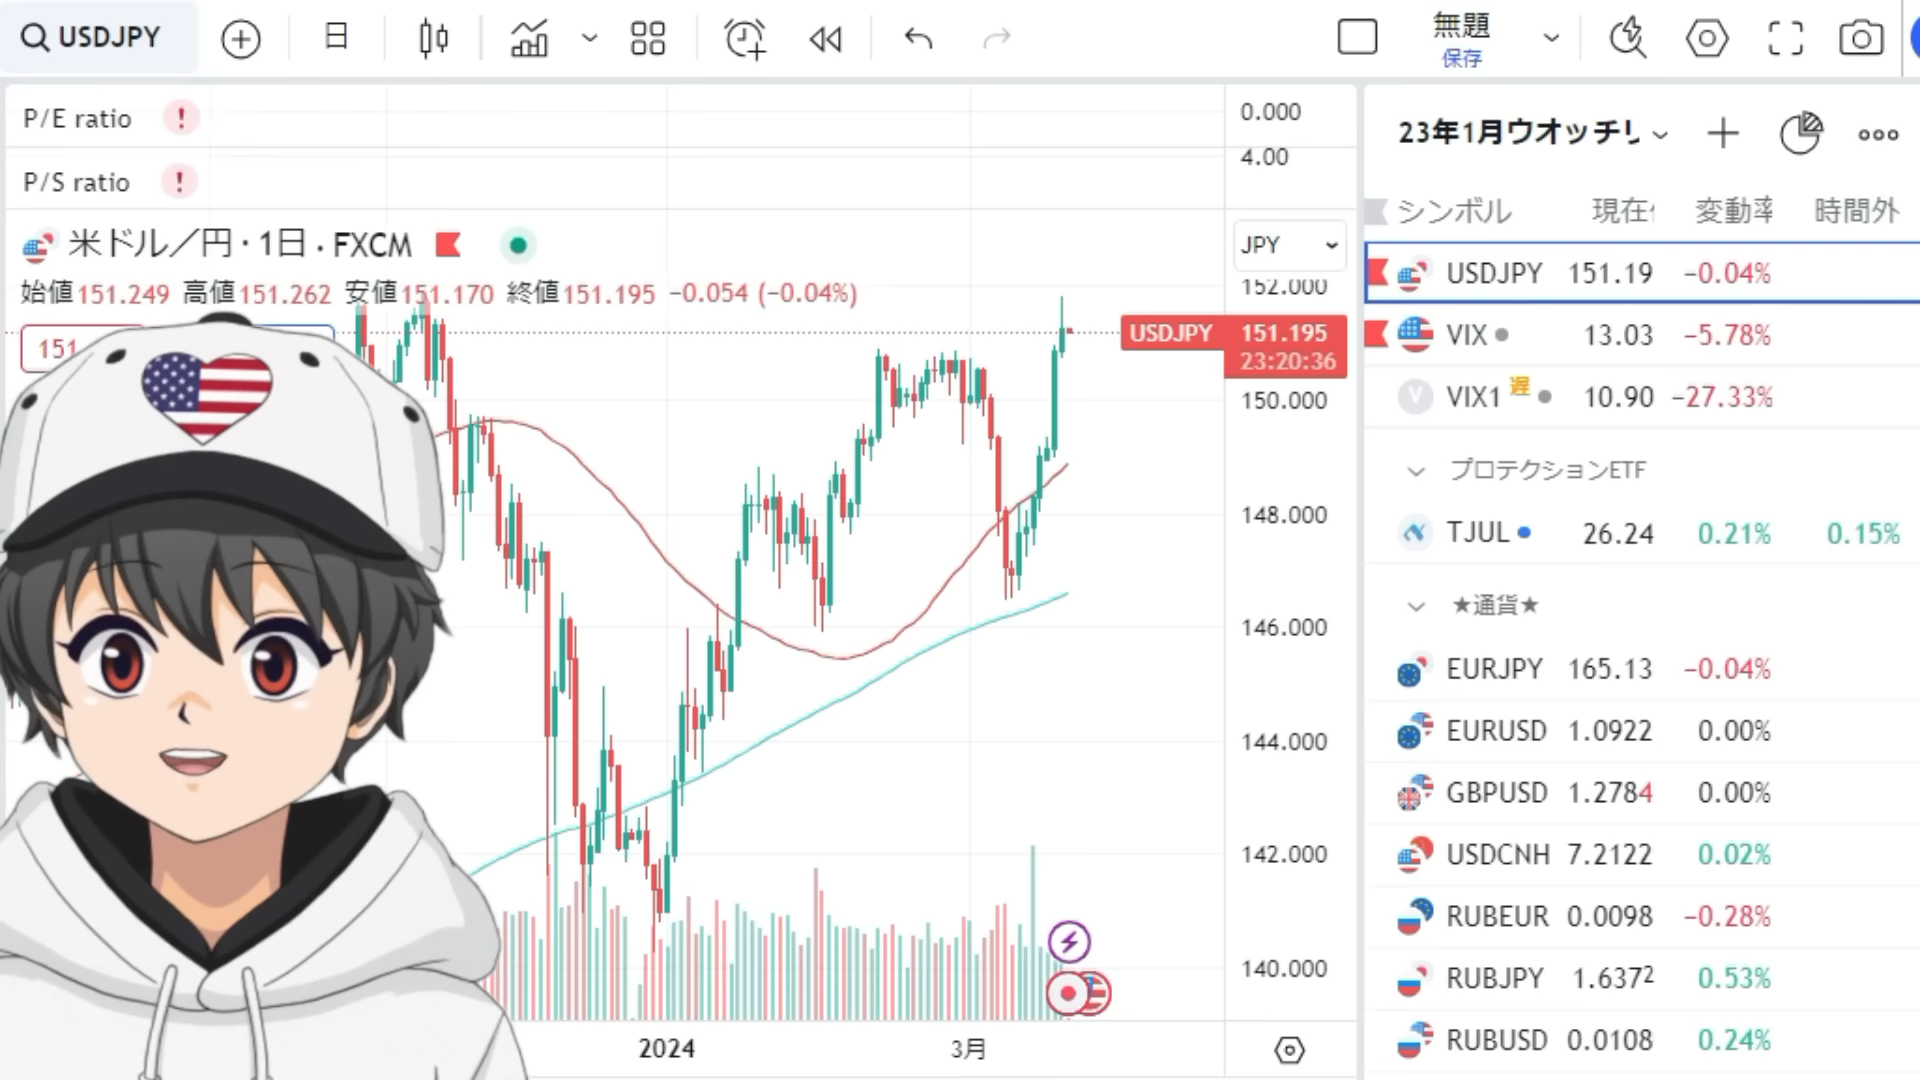 USDJPY
日
無題
保存
P/E ratio
0.000
P/S ratio
4.00
米ドル／円・1日・FXCM
JPY
始値151.249 高値151.262 安値151.170 終値151.195 −0.054 (−0.04%)
152.000
USDJPY 151.195
23:20:36
151
150.000
148.000
146.000
144.000
142.000
140.000
2024
3月
23年1月ウオッチリ
シンボル 現在 変動率 時間外
USDJPY 151.19 −0.04%
VIX 13.03 −5.78%
VIX1 遅 10.90 −27.33%
プロテクションETF
TJUL 26.24 0.21% 0.15%
★通貨★
EURJPY 165.13 −0.04%
EURUSD 1.0922 0.00%
GBPUSD 1.2784 0.00%
USDCNH 7.2122 0.02%
RUBEUR 0.0098 −0.28%
RUBJPY 1.6372 0.53%
RUBUSD 0.0108 0.24%